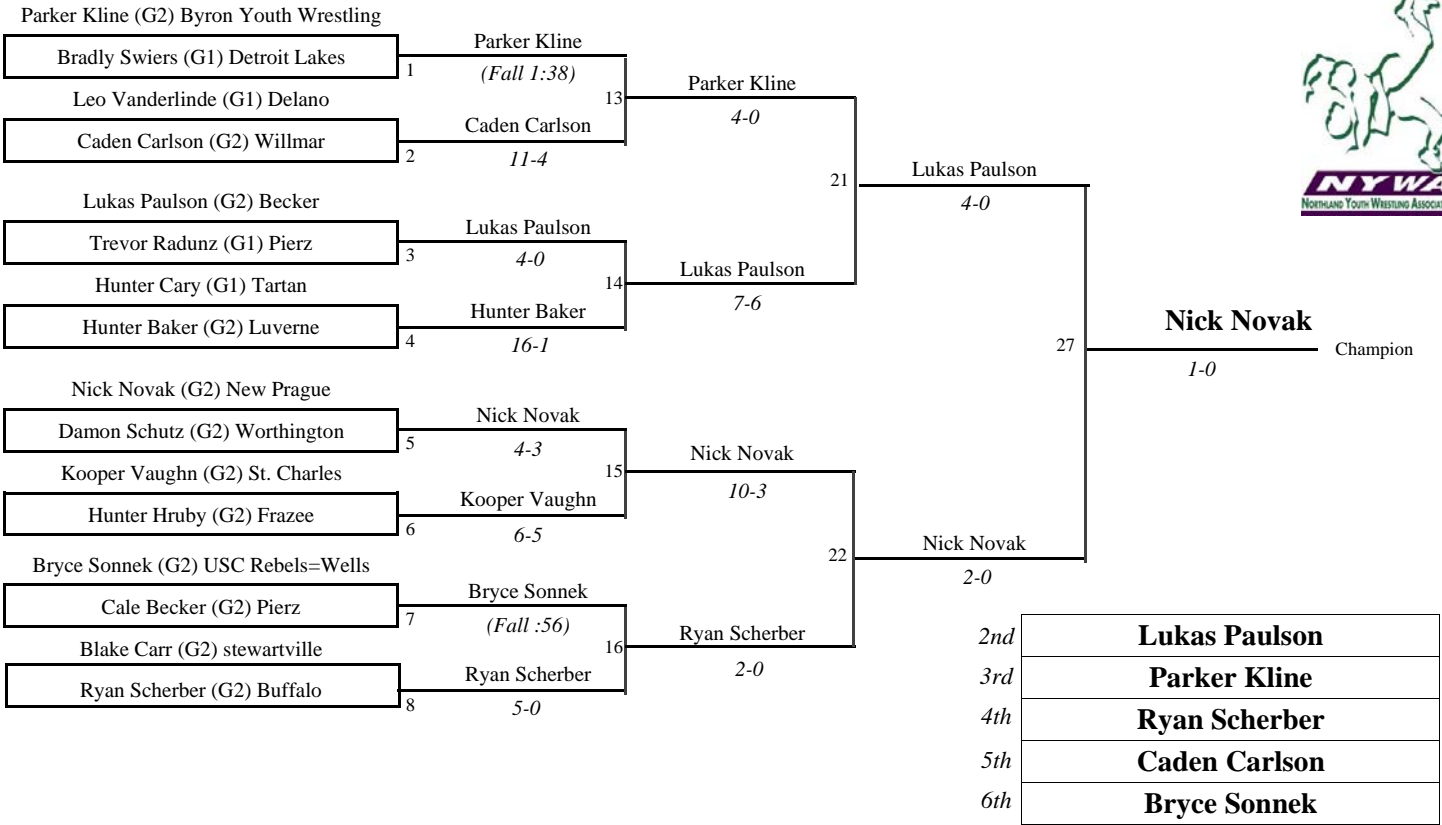 Parker Kline (G2) Byron Youth Wrestling
Bradly Swiers (G1) Detroit Lakes
1
Parker Kline
(Fall 1:38)
Leo Vanderlinde (G1) Delano
Caden Carlson (G2) Willmar
2
Caden Carlson
11-4
13
Parker Kline
4-0
Lukas Paulson (G2) Becker
Trevor Radunz (G1) Pierz
3
Lukas Paulson
4-0
Hunter Cary (G1) Tartan
Hunter Baker (G2) Luverne
4
Hunter Baker
16-1
14
Lukas Paulson
7-6
21
Lukas Paulson
4-0
Nick Novak (G2) New Prague
Damon Schutz (G2) Worthington
5
Nick Novak
4-3
Kooper Vaughn (G2) St. Charles
Hunter Hruby (G2) Frazee
6
Kooper Vaughn
6-5
15
Nick Novak
10-3
Bryce Sonnek (G2) USC Rebels=Wells
Cale Becker (G2) Pierz
7
Bryce Sonnek
(Fall :56)
Blake Carr (G2) stewartville
Ryan Scherber (G2) Buffalo
8
Ryan Scherber
5-0
16
Ryan Scherber
2-0
22
Nick Novak
2-0
27
Nick Novak
1-0
Champion
NYWA
NORTHLAND YOUTH WRESTLING
2nd Lukas Paulson
3rd Parker Kline
4th Ryan Scherber
5th Caden Carlson
6th Bryce Sonnek